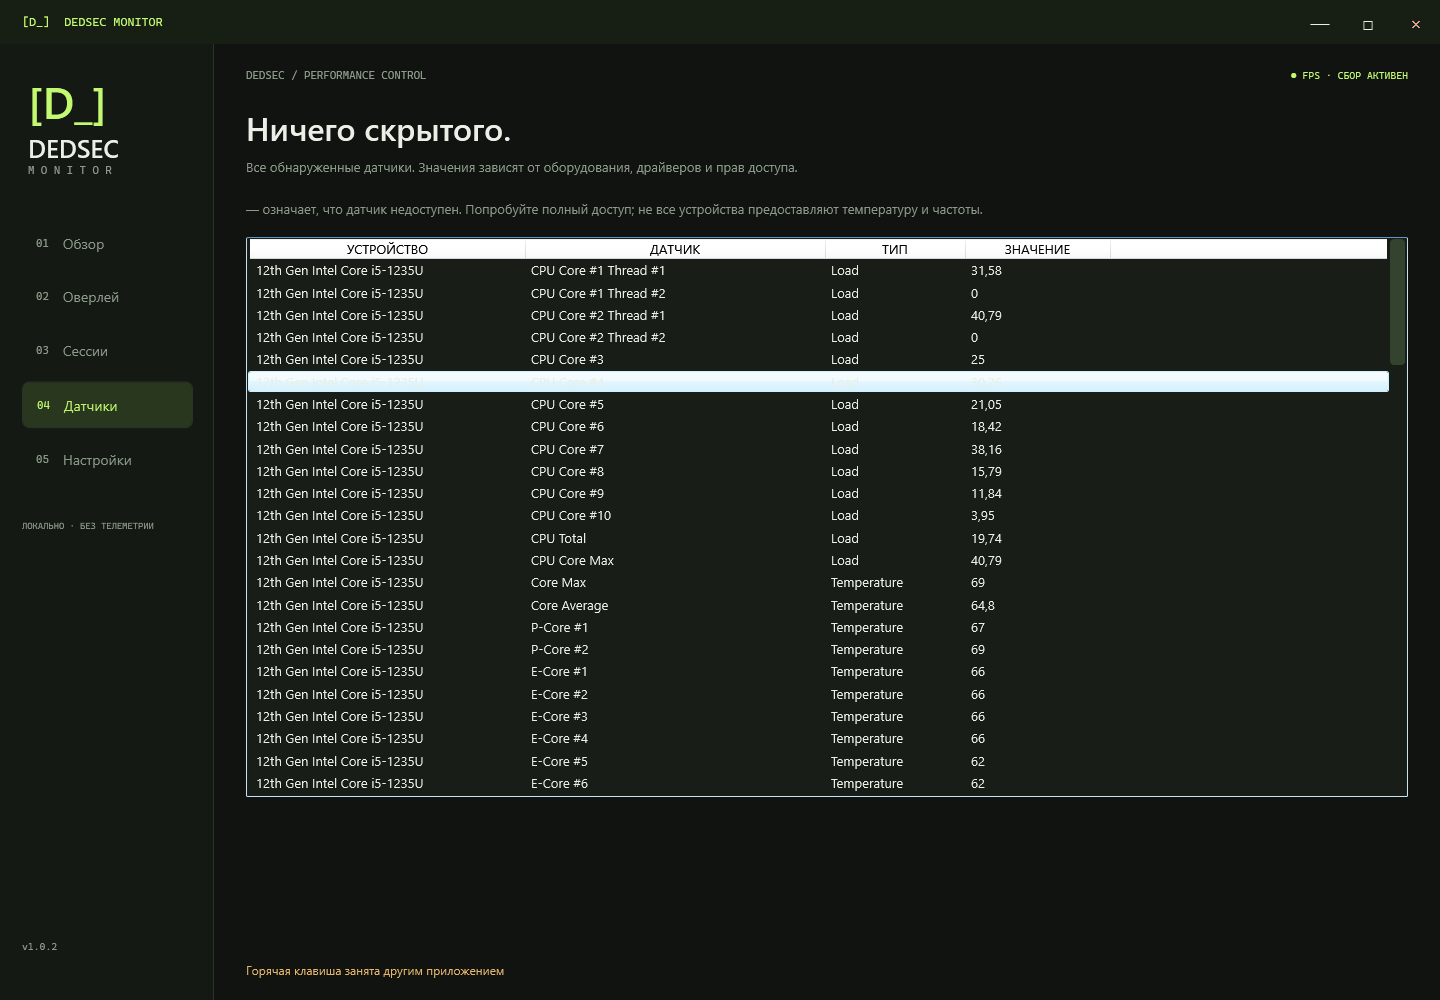 [D_] DEDSEC MONITOR
[D_]
DEDSEC
MONITOR
01 Обзор
02 Оверлей
03 Сессии
04 Датчики
05 Настройки
ЛОКАЛЬНО · БЕЗ ТЕЛЕМЕТРИИ
v1.0.2
DEDSEC / PERFORMANCE CONTROL
● FPS · СБОР АКТИВЕН
Ничего скрытого.
Все обнаруженные датчики. Значения зависят от оборудования, драйверов и прав доступа.
— означает, что датчик недоступен. Попробуйте полный доступ; не все устройства предоставляют температуру и частоты.
УСТРОЙСТВО ДАТЧИК ТИП ЗНАЧЕНИЕ
12th Gen Intel Core i5-1235U CPU Core #1 Thread #1 Load 31,58
12th Gen Intel Core i5-1235U CPU Core #1 Thread #2 Load 0
12th Gen Intel Core i5-1235U CPU Core #2 Thread #1 Load 40,79
12th Gen Intel Core i5-1235U CPU Core #2 Thread #2 Load 0
12th Gen Intel Core i5-1235U CPU Core #3 Load 25
12th Gen Intel Core i5-1235U CPU Core #4 Load
12th Gen Intel Core i5-1235U CPU Core #5 Load 21,05
12th Gen Intel Core i5-1235U CPU Core #6 Load 18,42
12th Gen Intel Core i5-1235U CPU Core #7 Load 38,16
12th Gen Intel Core i5-1235U CPU Core #8 Load 15,79
12th Gen Intel Core i5-1235U CPU Core #9 Load 11,84
12th Gen Intel Core i5-1235U CPU Core #10 Load 3,95
12th Gen Intel Core i5-1235U CPU Total Load 19,74
12th Gen Intel Core i5-1235U CPU Core Max Load 40,79
12th Gen Intel Core i5-1235U Core Max Temperature 69
12th Gen Intel Core i5-1235U Core Average Temperature 64,8
12th Gen Intel Core i5-1235U P-Core #1 Temperature 67
12th Gen Intel Core i5-1235U P-Core #2 Temperature 69
12th Gen Intel Core i5-1235U E-Core #1 Temperature 66
12th Gen Intel Core i5-1235U E-Core #2 Temperature 66
12th Gen Intel Core i5-1235U E-Core #3 Temperature 66
12th Gen Intel Core i5-1235U E-Core #4 Temperature 66
12th Gen Intel Core i5-1235U E-Core #5 Temperature 62
12th Gen Intel Core i5-1235U E-Core #6 Temperature 62
Горячая клавиша занята другим приложением